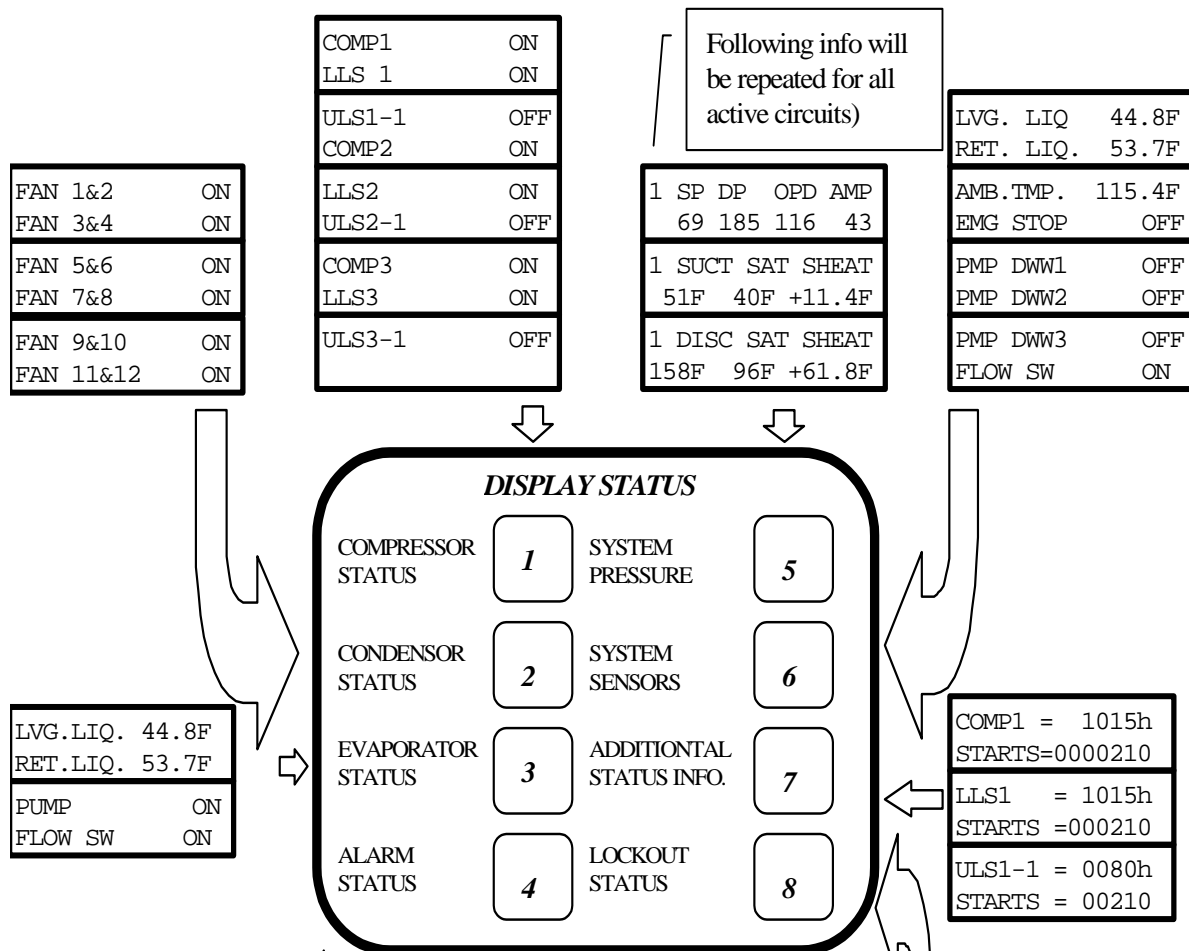 COMP1 ON
LLS 1 ON
ULS1-1 OFF
COMP2 ON
LLS2 ON
ULS2-1 OFF
COMP3 ON
LLS3 ON
ULS3-1 OFF
Following info will
be repeated for all
active circuits)
FAN 1&2 ON
FAN 3&4 ON
FAN 5&6 ON
FAN 7&8 ON
FAN 9&10 ON
FAN 11&12 ON
1 SP DP OPD AMP
69 185 116 43
1 SUCT SAT SHEAT
51F 40F +11.4F
1 DISC SAT SHEAT
158F 96F +61.8F
LVG. LIQ 44.8F
RET. LIQ. 53.7F
AMB.TMP. 115.4F
EMG STOP OFF
PMP DWW1 OFF
PMP DWW2 OFF
PMP DWW3 OFF
FLOW SW ON
DISPLAY STATUS
COMPRESSOR
STATUS
1
SYSTEM
PRESSURE
5
CONDENSOR
STATUS
2
SYSTEM
SENSORS
6
EVAPORATOR
STATUS
3
ADDITIONTAL
STATUS INFO.
7
ALARM
STATUS
4
LOCKOUT
STATUS
8
LVG.LIQ. 44.8F
RET.LIQ. 53.7F
PUMP ON
FLOW SW ON
COMP1 = 1015h
STARTS=0000210
LLS1 = 1015h
STARTS =000210
ULS1-1 = 0080h
STARTS = 00210